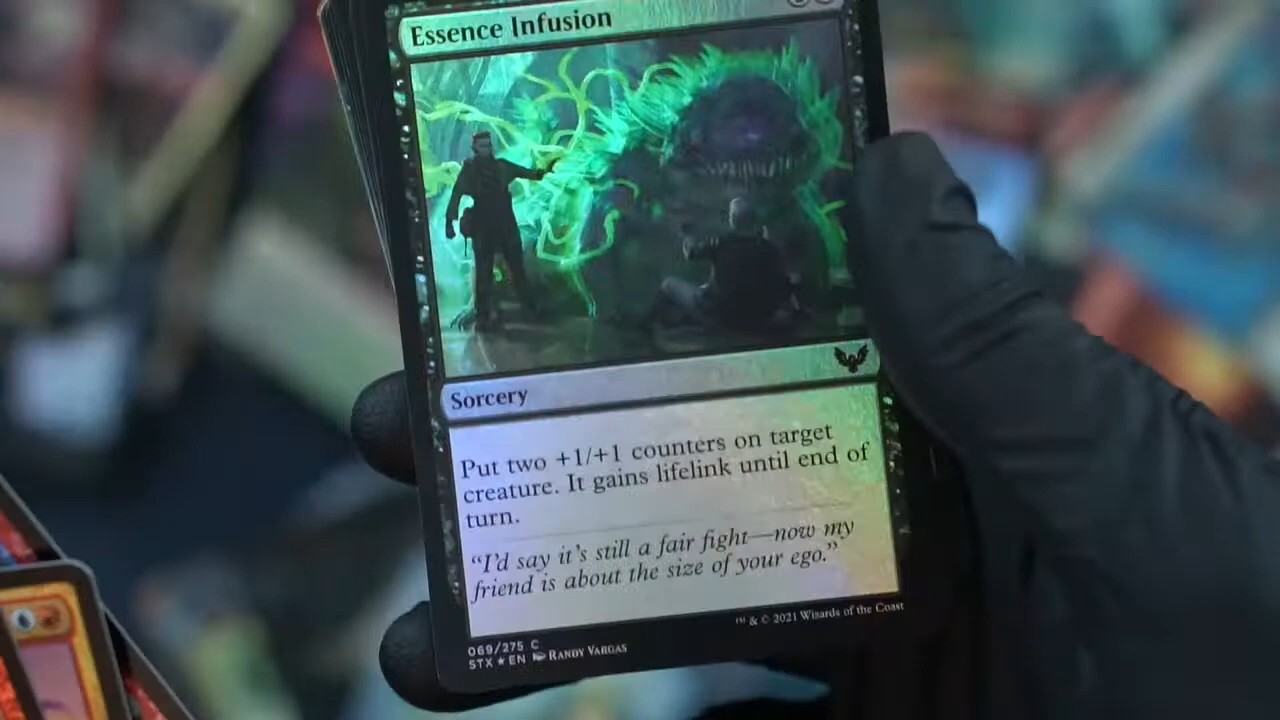 Essence Infusion
Sorcery
Put two +1/+1 counters on target
creature. It gains lifelink until end of
turn.
“I’d say it’s still a fair fight—now my
friend is about the size of your ego.”
™ & © 2021 Wizards of the Coast
069/275 C
STX ★ EN RANDY VARGAS